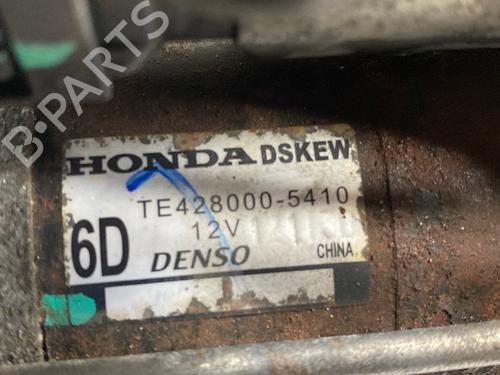 B-PARTS
HONDA DSKEW
TE428000-5410
6D 12V
DENSO CHINA